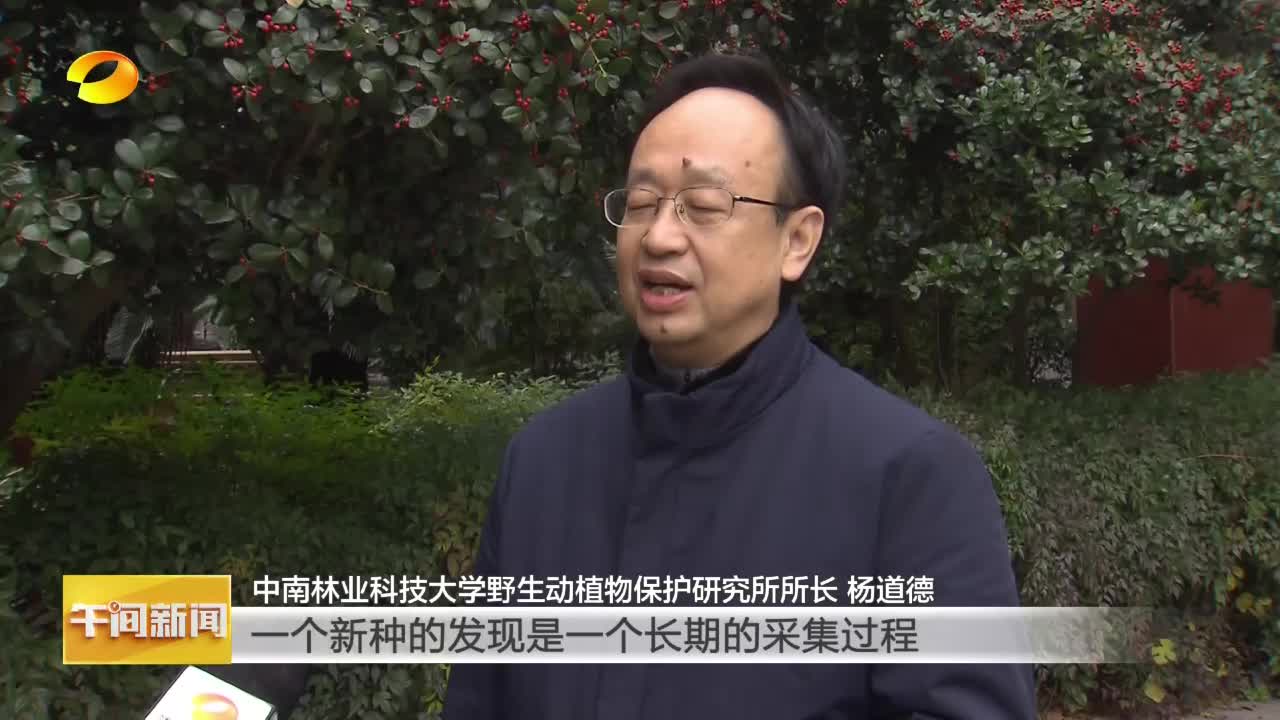 中南林业科技大学野生动植物保护研究所所长 杨道德
午间新闻
一个新种的发现是一个长期的采集过程